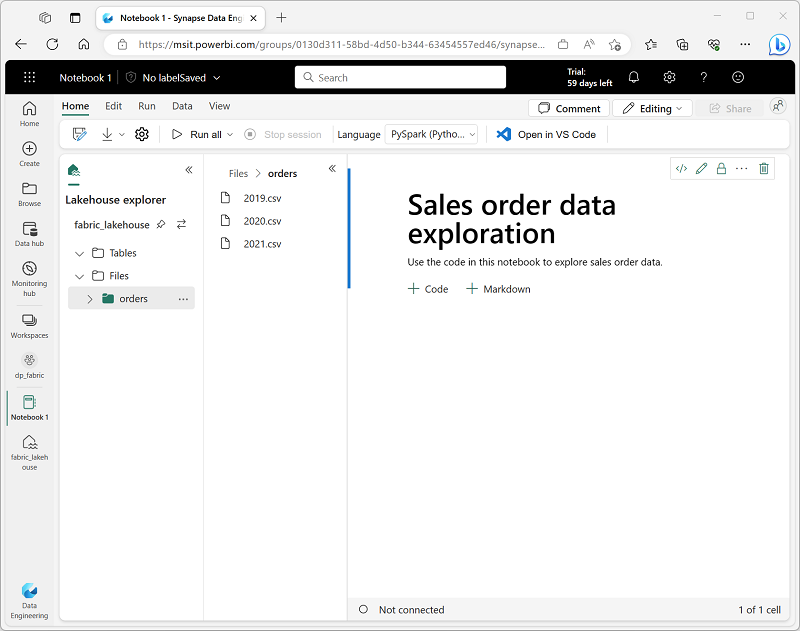 Notebook 1 - Synapse Data Eng
https://msit.powerbi.com/groups/0130d311-58bd-4d50-b344-63454557ed46/synapse...
Notebook 1 No labelSaved Search Trial:
59 days left
Home Edit Run Data View Comment Editing Share
Run all Stop session Language PySpark (Pytho... Open in VS Code
Home
Create
Browse
Data hub
Monitoring
hub
Workspaces
dp_fabric
Notebook 1
fabric_lakeh
ouse
Data
Engineering
Lakehouse explorer
fabric_lakehouse
Tables
Files
orders
Files > orders
2019.csv
2020.csv
2021.csv
Sales order data
exploration
Use the code in this notebook to explore sales order data.
+ Code + Markdown
Not connected 1 of 1 cell